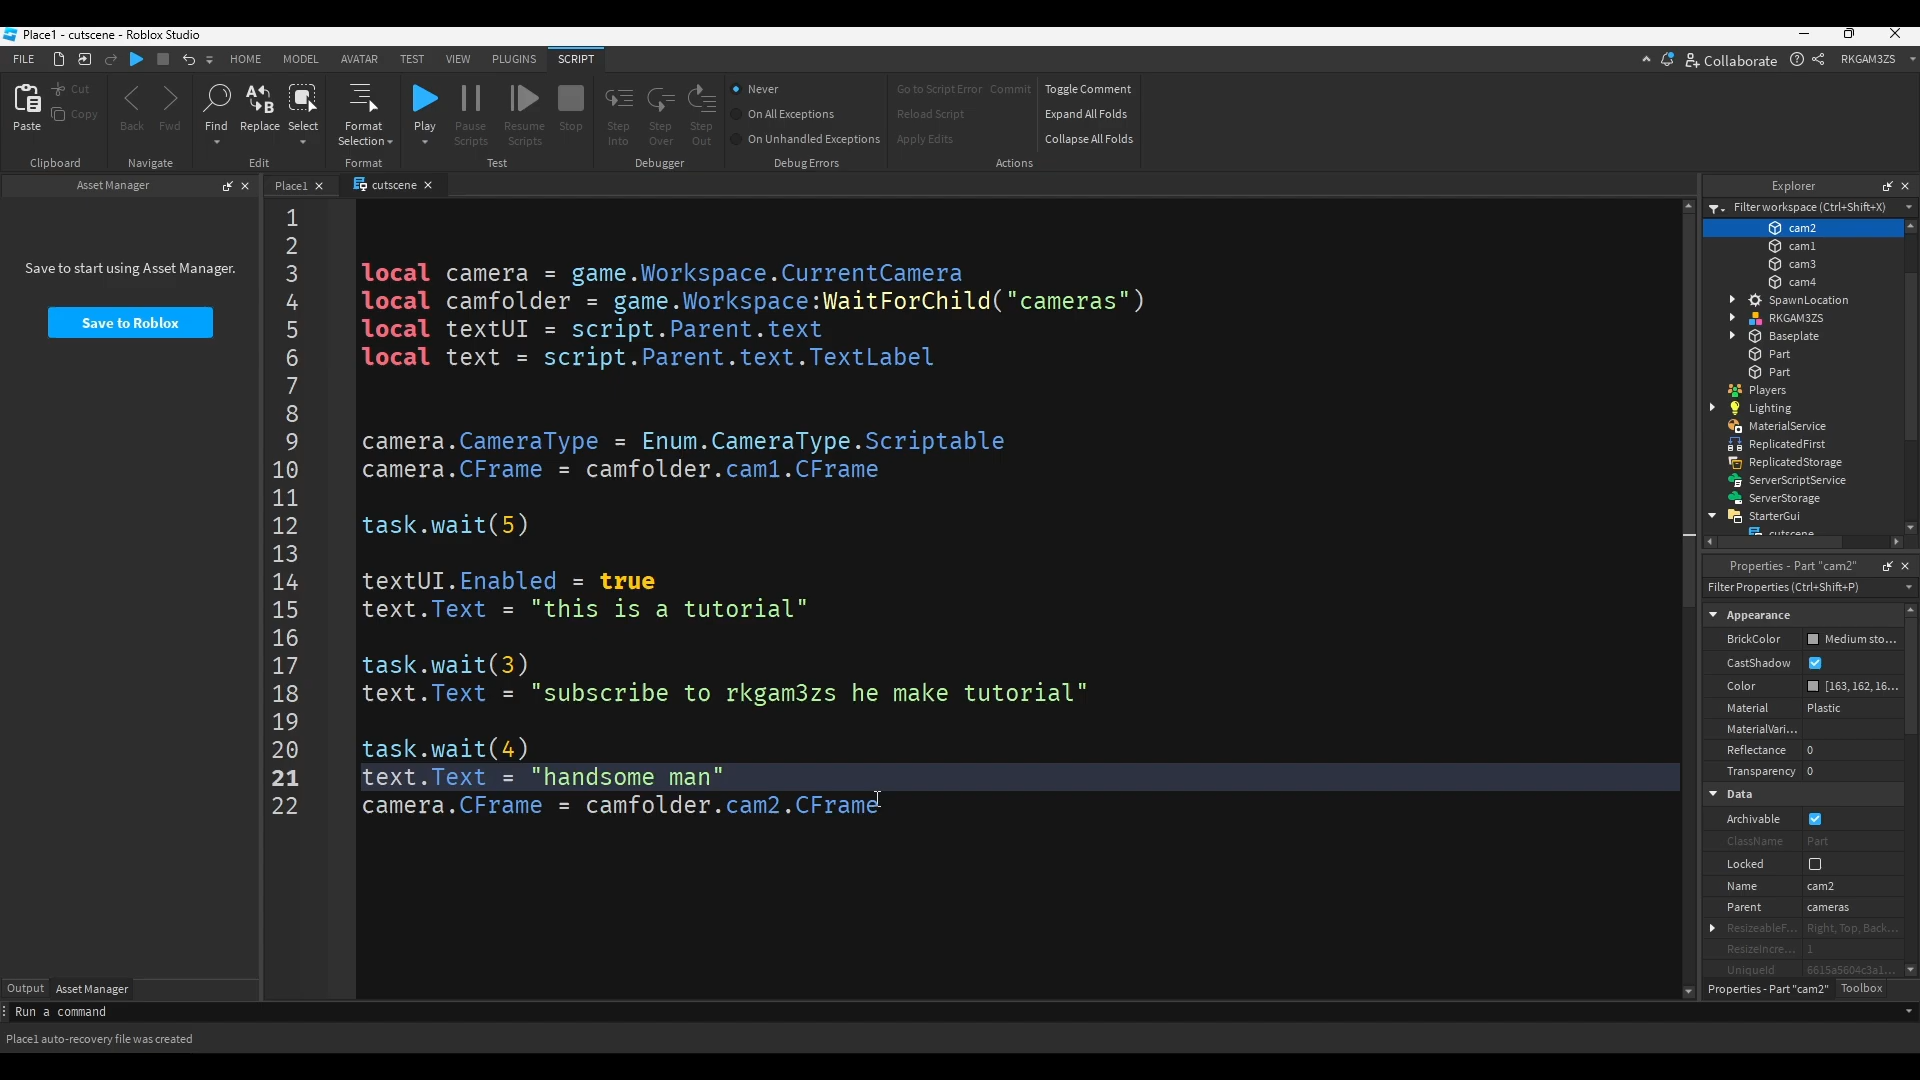 Place1 - cutscene - Roblox Studio
FILE HOME MODEL AVATAR TEST VIEW PLUGINS SCRIPT Collaborate RKGAM3ZS
Paste Cut Copy
Back Fwd
Find Replace Select
Format Selection
Play Pause Scripts Resume Scripts Stop
Step Into Step Over Step Out
Never
On All Exceptions
On Unhandled Exceptions
Go to Script Error Commit
Reload Script
Apply Edits
Toggle Comment
Expand All Folds
Collapse All Folds
Clipboard Navigate Edit Format Test Debugger Debug Errors Actions
Asset Manager
Save to start using Asset Manager.
Save to Roblox
Output Asset Manager
Place1 cutscene
1
2
3 local camera = game.Workspace.CurrentCamera
4 local camfolder = game.Workspace:WaitForChild("cameras")
5 local textUI = script.Parent.text
6 local text = script.Parent.text.TextLabel
7
8
9 camera.CameraType = Enum.CameraType.Scriptable
10 camera.CFrame = camfolder.cam1.CFrame
11
12 task.wait(5)
13
14 textUI.Enabled = true
15 text.Text = "this is a tutorial"
16
17 task.wait(3)
18 text.Text = "subscribe to rkgam3zs he make tutorial"
19
20 task.wait(4)
21 text.Text = "handsome man"
22 camera.CFrame = camfolder.cam2.CFrame
Explorer
Filter workspace (Ctrl+Shift+X)
cam2
cam1
cam3
cam4
SpawnLocation
RKGAM3ZS
Baseplate
Part
Part
Players
Lighting
MaterialService
ReplicatedFirst
ReplicatedStorage
ServerScriptService
ServerStorage
StarterGui
cutscene
Properties - Part "cam2"
Filter Properties (Ctrl+Shift+P)
Appearance
BrickColor Medium sto...
CastShadow
Color [163, 162, 16...
Material Plastic
MaterialVari...
Reflectance 0
Transparency 0
Data
Archivable
ClassName Part
Locked
Name cam2
Parent cameras
ResizeableF... Right, Top, Back...
ResizeIncre... 1
UniqueId 6615a5604c3a1...
Properties - Part "cam2" Toolbox
Run a command
Place1 auto-recovery file was created